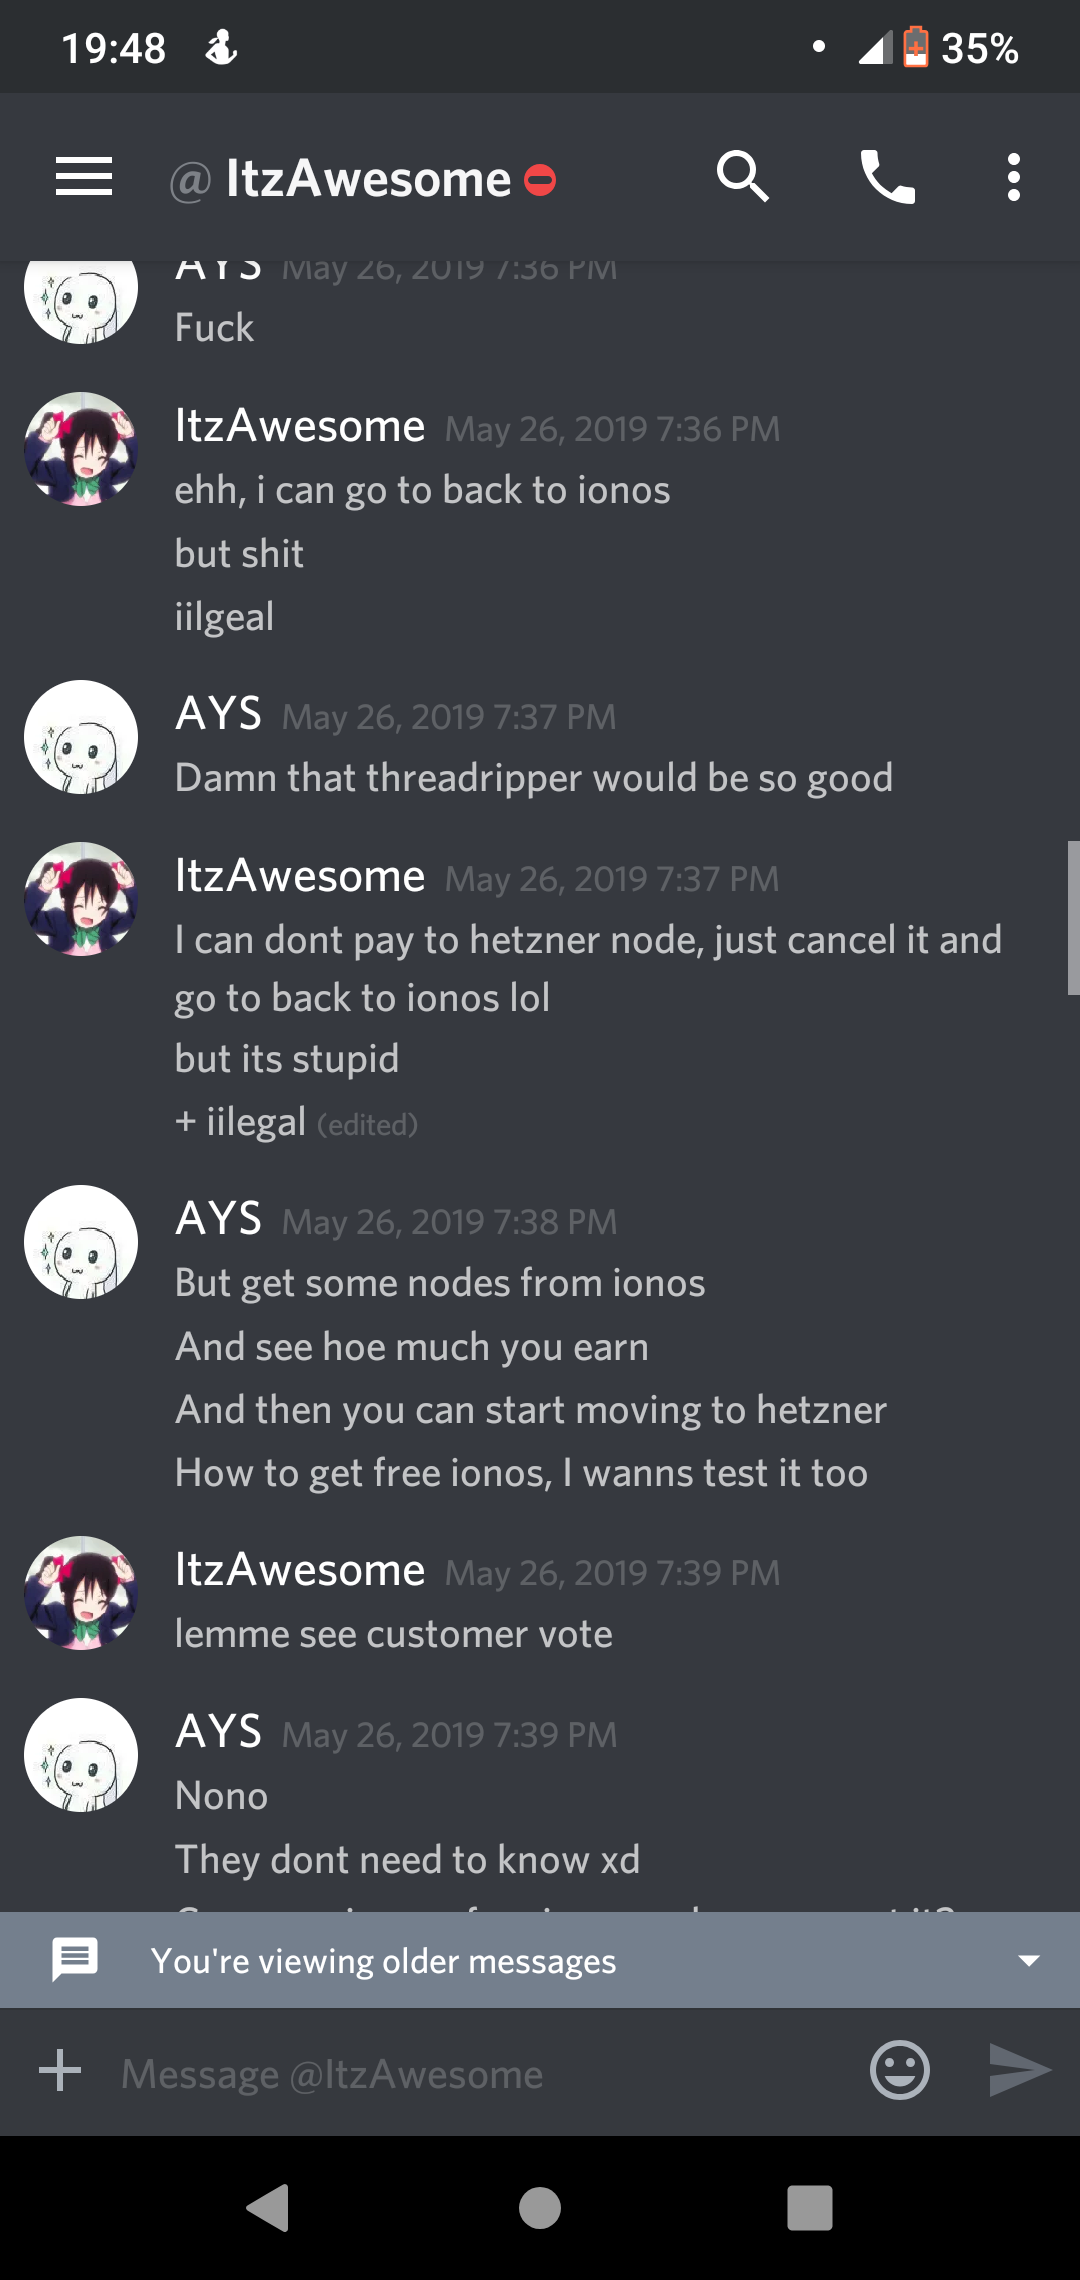 19:48 35%
@ ItzAwesome
AYS May 26, 2019 7:36 PM
Fuck
ItzAwesome May 26, 2019 7:36 PM
ehh, i can go to back to ionos
but shit
iilgeal
AYS May 26, 2019 7:37 PM
Damn that threadripper would be so good
ItzAwesome May 26, 2019 7:37 PM
I can dont pay to hetzner node, just cancel it and
go to back to ionos lol
but its stupid
+ iilegal (edited)
AYS May 26, 2019 7:38 PM
But get some nodes from ionos
And see hoe much you earn
And then you can start moving to hetzner
How to get free ionos, I wanns test it too
ItzAwesome May 26, 2019 7:39 PM
lemme see customer vote
AYS May 26, 2019 7:39 PM
Nono
They dont need to know xd
You're viewing older messages
Message @ItzAwesome